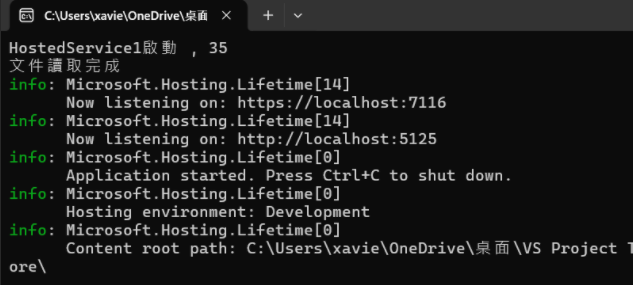 C:\Users\xavie\OneDrive\桌面
HostedService1啟動 , 35
文件讀取完成
info: Microsoft.Hosting.Lifetime[14]
Now listening on: https://localhost:7116
info: Microsoft.Hosting.Lifetime[14]
Now listening on: http://localhost:5125
info: Microsoft.Hosting.Lifetime[0]
Application started. Press Ctrl+C to shut down.
info: Microsoft.Hosting.Lifetime[0]
Hosting environment: Development
info: Microsoft.Hosting.Lifetime[0]
Content root path: C:\Users\xavie\OneDrive\桌面\VS Project T
ore\